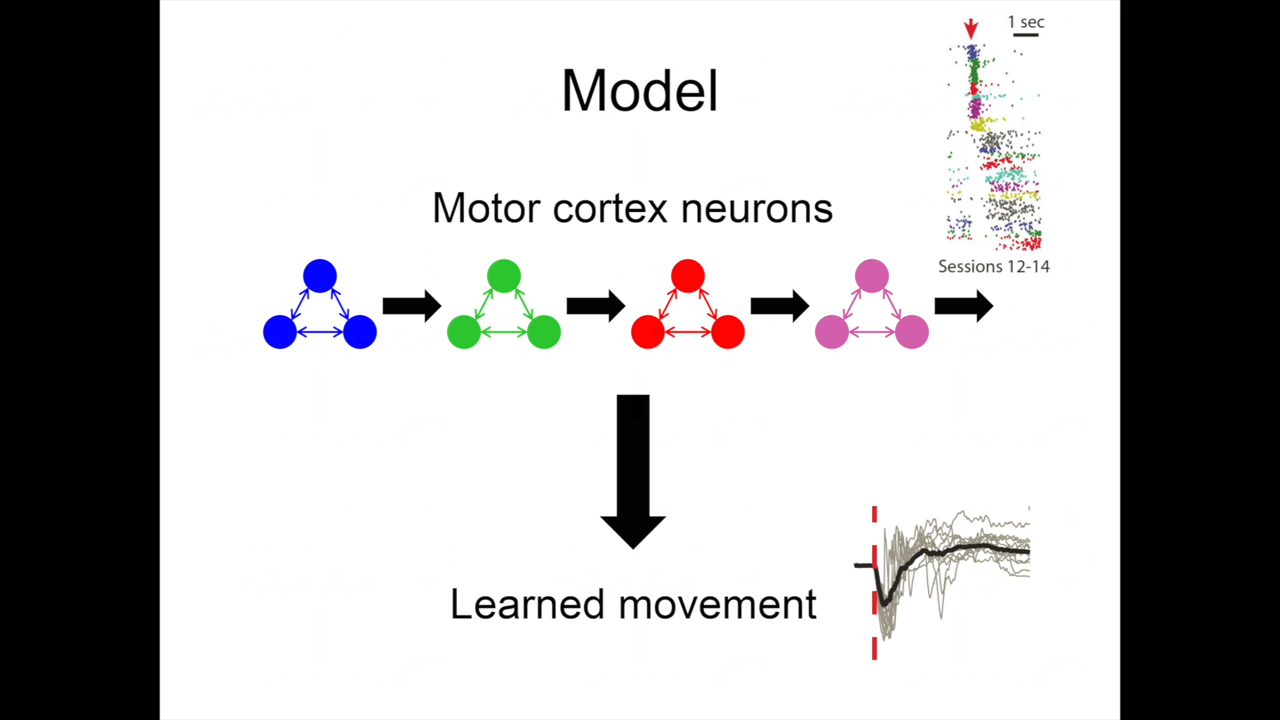 1 sec
Model
Motor cortex neurons
Sessions 12-14
Learned movement